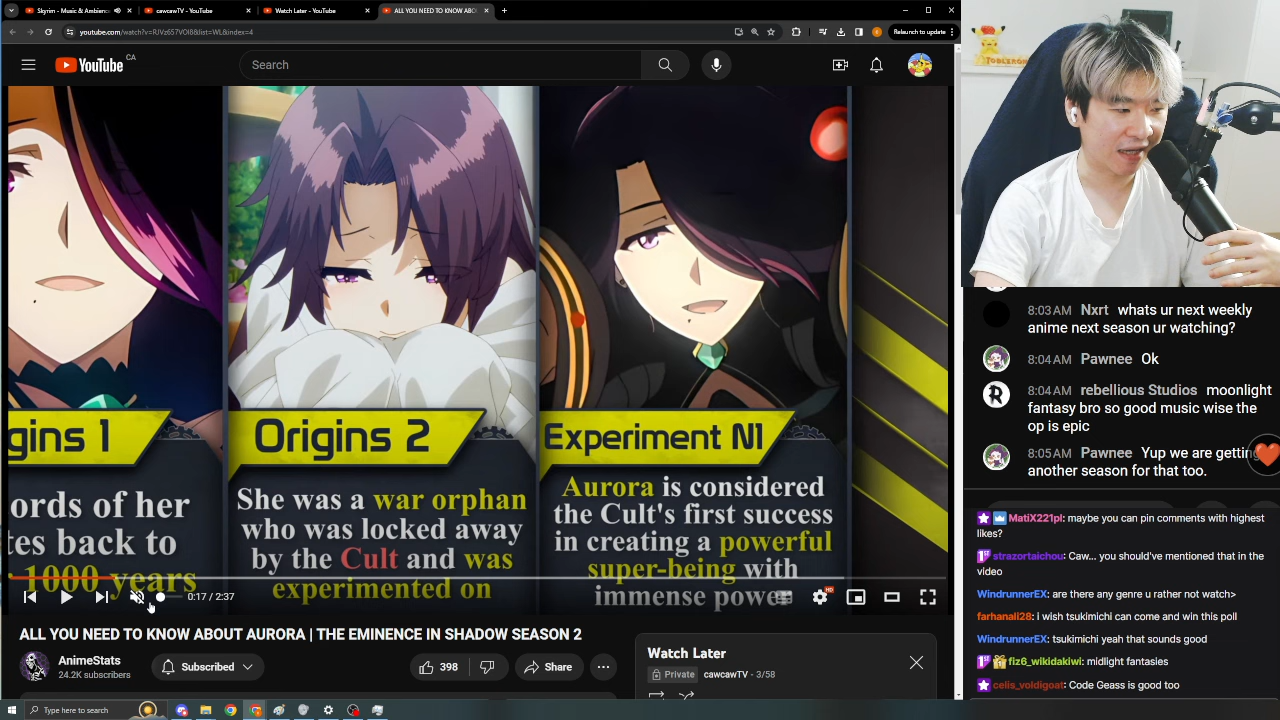 Skyrim - Music & Ambienc
cawcawTV - YouTube
Watch Later - YouTube
ALL YOU NEED TO KNOW ABO
youtube.com/watch?v=RJVz657VOI8&list=WL&index=4
Relaunch to update
YouTube CA
Search
TOBLERON
gins 1
ords of her
tes back to
1000 years
Origins 2
She was a war orphan
who was locked away
by the Cult and was
experimented on
Experiment N1
Aurora is considered
the Cult's first success
in creating a powerful
super-being with
immense power
0:17 / 2:37
HD
ALL YOU NEED TO KNOW ABOUT AURORA | THE EMINENCE IN SHADOW SEASON 2
AnimeStats
24.2K subscribers
Subscribed
398
Share
Watch Later
Private cawcawTV - 3/58
8:03 AM Nxrt whats ur next weekly
anime next season ur watching?
8:04 AM Pawnee Ok
8:04 AM rebellious Studios moonlight
fantasy bro so good music wise the
op is epic
8:05 AM Pawnee Yup we are getting
another season for that too.
MatiX221pl: maybe you can pin comments with highest
likes?
strazortaichou: Caw... you should've mentioned that in the
video
WindrunnerEX: are there any genre u rather not watch>
farhanali28: i wish tsukimichi can come and win this poll
WindrunnerEX: tsukimichi yeah that sounds good
fiz6_wikidakiwi: midlight fantasies
celis_voldigoat: Code Geass is good too
Type here to search